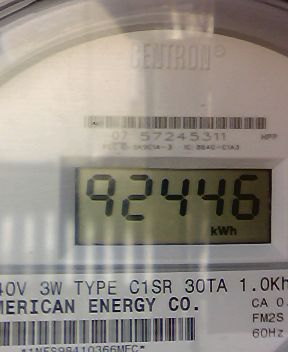 CENTRON®
07 57245311 MPP
92446
kWh
40V 3W TYPE C1SR 30TA 1.0Kh
MERICAN ENERGY CO.
CA 0.
FM2S
60Hz